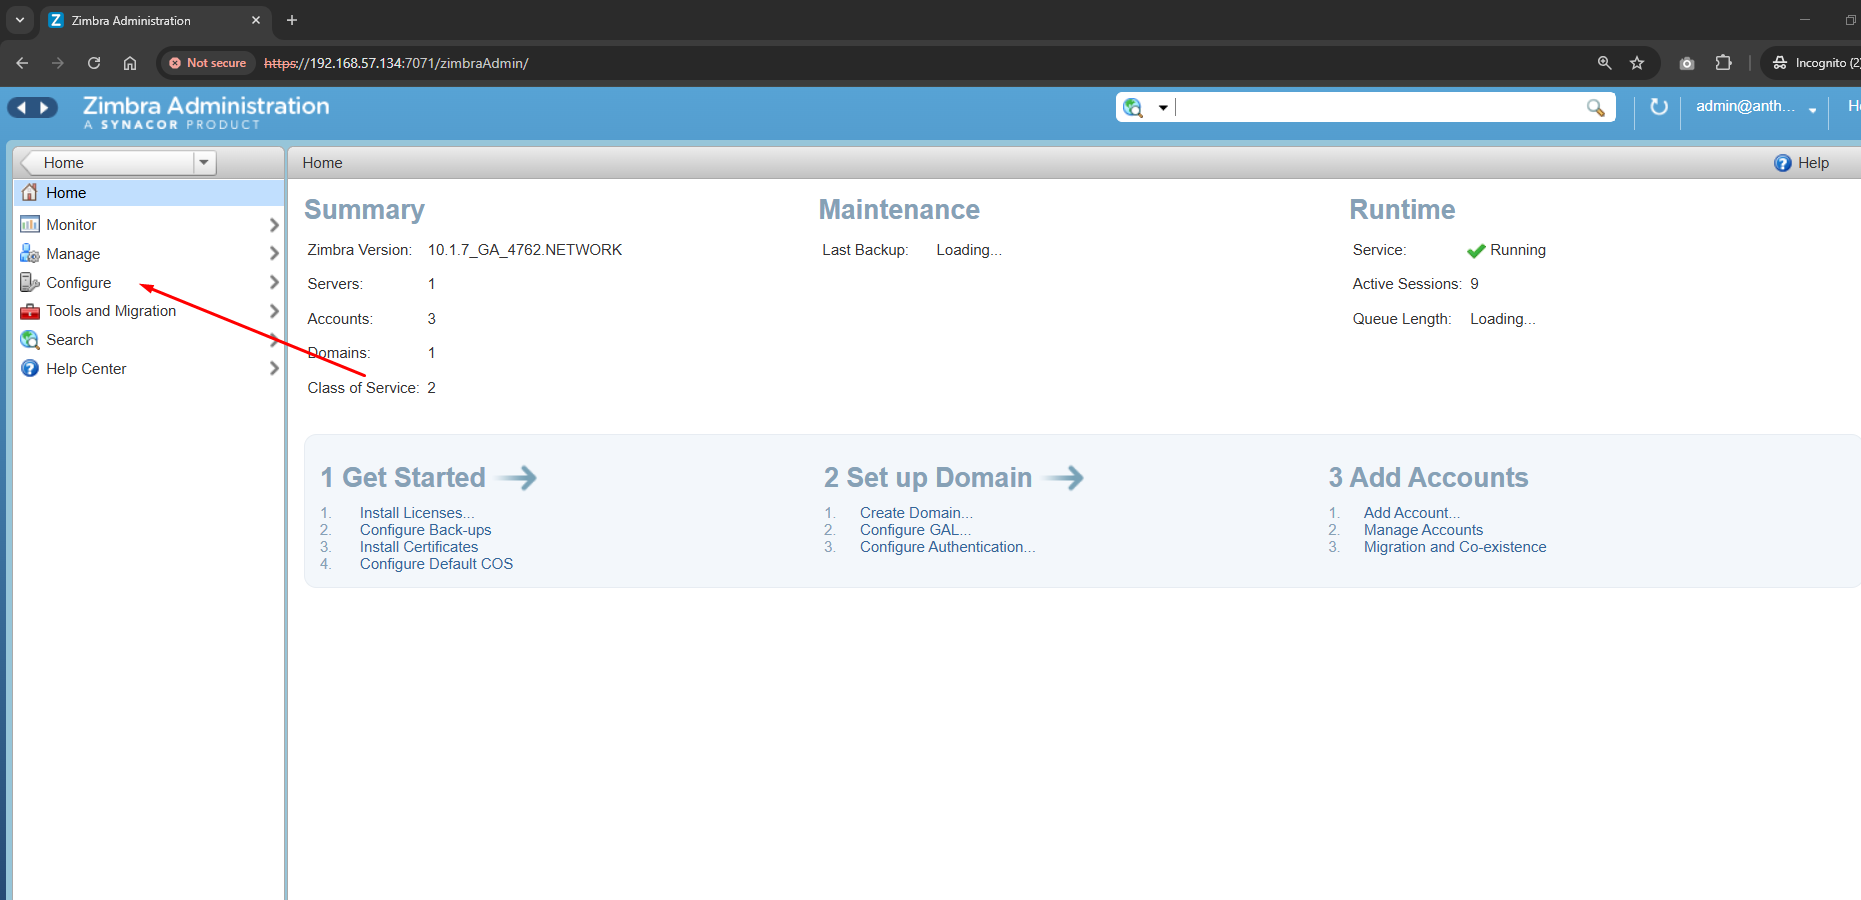 Zimbra Administration
Not secure https://192.168.57.134:7071/zimbraAdmin/
Incognito (2)
Zimbra Administration
A SYNACOR PRODUCT
admin@anth...
Home
Home
Monitor
Manage
Configure
Tools and Migration
Search
Help Center
Home
Help
Summary
Zimbra Version: 10.1.7_GA_4762.NETWORK
Servers: 1
Accounts: 3
Domains: 1
Class of Service: 2
Maintenance
Last Backup: Loading...
Runtime
Service: Running
Active Sessions: 9
Queue Length: Loading...
1 Get Started
1. Install Licenses...
2. Configure Back-ups
3. Install Certificates
4. Configure Default COS
2 Set up Domain
1. Create Domain...
2. Configure GAL...
3. Configure Authentication...
3 Add Accounts
1. Add Account...
2. Manage Accounts
3. Migration and Co-existence